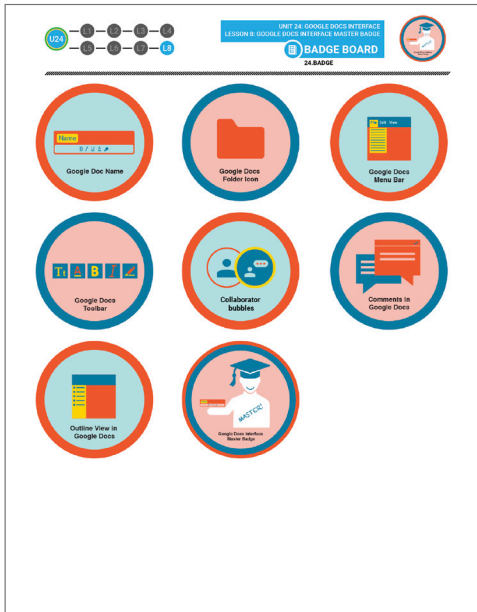 UNIT 24: GOOGLE DOCS INTERFACE
LESSON 8: GOOGLE DOCS INTERFACE MASTER BADGE
U24
L1 L2 L3 L4
L5 L6 L7 L8
BADGE BOARD
24.BADGE
Name
B I U
Google Doc Name
Google Docs
Folder Icon
File Edit View
Google Docs
Menu Bar
Tt A B I
Google Docs
Toolbar
Collaborator
bubbles
Comments in
Google Docs
Outline View in
Google Docs
MASTER!
Google Docs Interface
Master Badge